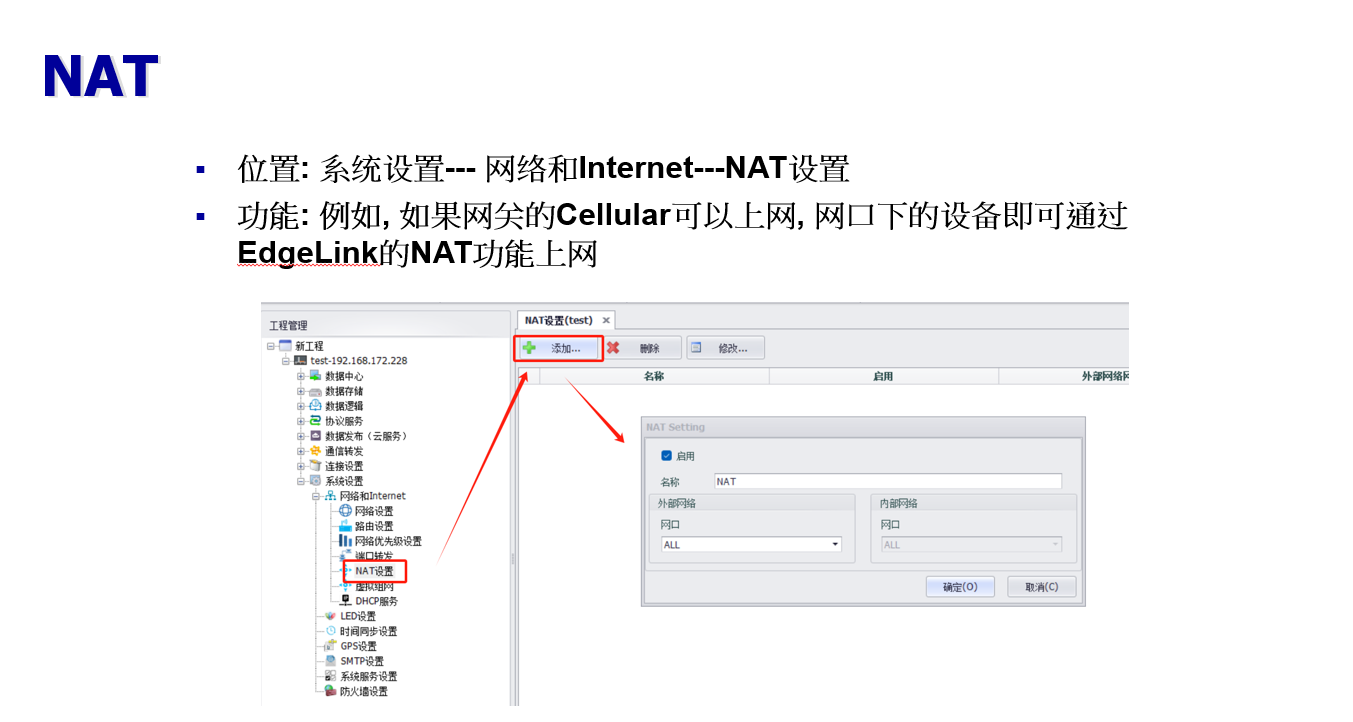 NAT
▪ 位置: 系统设置--- 网络和Internet---NAT设置
▪ 功能: 例如, 如果网关的Cellular可以上网, 网口下的设备即可通过
EdgeLink的NAT功能上网
工程管理
新工程
test-192.168.172.228
数据中心
数据存储
数据逻辑
协议服务
数据发布（云服务）
通信转发
连接设置
系统设置
网络和Internet
网络设置
路由设置
网络优先级设置
端口转发
NAT设置
虚拟组网
DHCP服务
LED设置
时间同步设置
GPS设置
SMTP设置
系统服务设置
防火墙设置
NAT设置(test)
添加... 删除 修改...
名称 启用 外部网络网
NAT Setting
启用
名称 NAT
外部网络 内部网络
网口 网口
ALL ALL
确定(O) 取消(C)